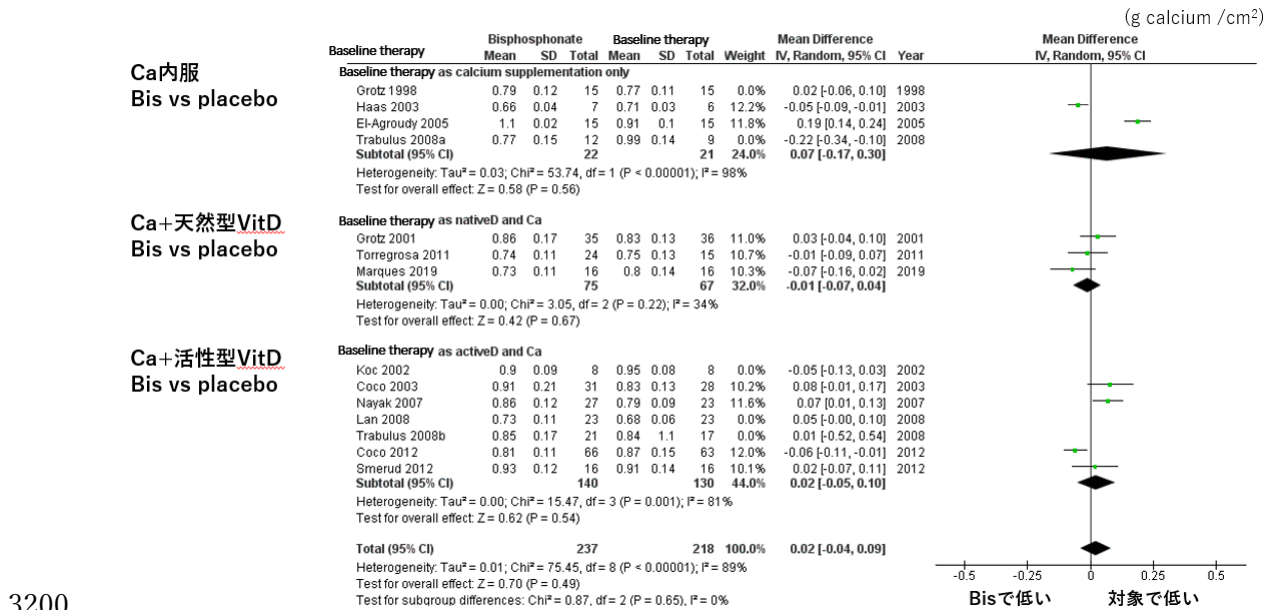 (g calcium /cm²)
Bisphosphonate Baseline therapy Mean Difference Mean Difference
Baseline therapy Mean SD Total Mean SD Total Weight IV, Random, 95% CI Year IV, Random, 95% CI
Ca内服
Bis vs placebo
Baseline therapy as calcium supplementation only
Grotz 1998 0.79 0.12 15 0.77 0.11 15 0.0% 0.02 [-0.06, 0.10] 1998
Haas 2003 0.66 0.04 7 0.71 0.03 6 12.2% -0.05 [-0.09, -0.01] 2003
El-Agroudy 2005 1.1 0.02 15 0.91 0.1 15 11.8% 0.19 [0.14, 0.24] 2005
Trabulus 2008a 0.77 0.15 12 0.99 0.14 9 0.0% -0.22 [-0.34, -0.10] 2008
Subtotal (95% CI) 22 21 24.0% 0.07 [-0.17, 0.30]
Heterogeneity: Tau² = 0.03; Chi² = 53.74, df = 1 (P < 0.00001); I² = 98%
Test for overall effect: Z = 0.58 (P = 0.56)
Ca+天然型VitD
Bis vs placebo
Baseline therapy as nativeD and Ca
Grotz 2001 0.86 0.17 35 0.83 0.13 36 11.0% 0.03 [-0.04, 0.10] 2001
Torregrosa 2011 0.74 0.11 24 0.75 0.13 15 10.7% -0.01 [-0.09, 0.07] 2011
Marques 2019 0.73 0.11 16 0.8 0.14 16 10.3% -0.07 [-0.16, 0.02] 2019
Subtotal (95% CI) 75 67 32.0% -0.01 [-0.07, 0.04]
Heterogeneity: Tau² = 0.00; Chi² = 3.05, df = 2 (P = 0.22); I² = 34%
Test for overall effect: Z = 0.42 (P = 0.67)
Ca+活性型VitD
Bis vs placebo
Baseline therapy as activeD and Ca
Koc 2002 0.9 0.09 8 0.95 0.08 8 0.0% -0.05 [-0.13, 0.03] 2002
Coco 2003 0.91 0.21 31 0.83 0.13 28 10.2% 0.08 [-0.01, 0.17] 2003
Nayak 2007 0.86 0.12 27 0.79 0.09 23 11.6% 0.07 [0.01, 0.13] 2007
Lan 2008 0.73 0.11 23 0.68 0.06 23 0.0% 0.05 [-0.00, 0.10] 2008
Trabulus 2008b 0.85 0.17 21 0.84 1.1 17 0.0% 0.01 [-0.52, 0.54] 2008
Coco 2012 0.81 0.11 66 0.87 0.15 63 12.0% -0.06 [-0.11, -0.01] 2012
Smerud 2012 0.93 0.12 16 0.91 0.14 16 10.1% 0.02 [-0.07, 0.11] 2012
Subtotal (95% CI) 140 130 44.0% 0.02 [-0.05, 0.10]
Heterogeneity: Tau² = 0.00; Chi² = 15.47, df = 3 (P = 0.001); I² = 81%
Test for overall effect: Z = 0.62 (P = 0.54)
Total (95% CI) 237 218 100.0% 0.02 [-0.04, 0.09]
Heterogeneity: Tau² = 0.01; Chi² = 75.45, df = 8 (P < 0.00001); I² = 89%
Test for overall effect: Z = 0.70 (P = 0.49)
Test for subgroup differences: Chi² = 0.87, df = 2 (P = 0.65), I² = 0%
-0.5 -0.25 0 0.25 0.5
Bisで低い 対象で低い
3200